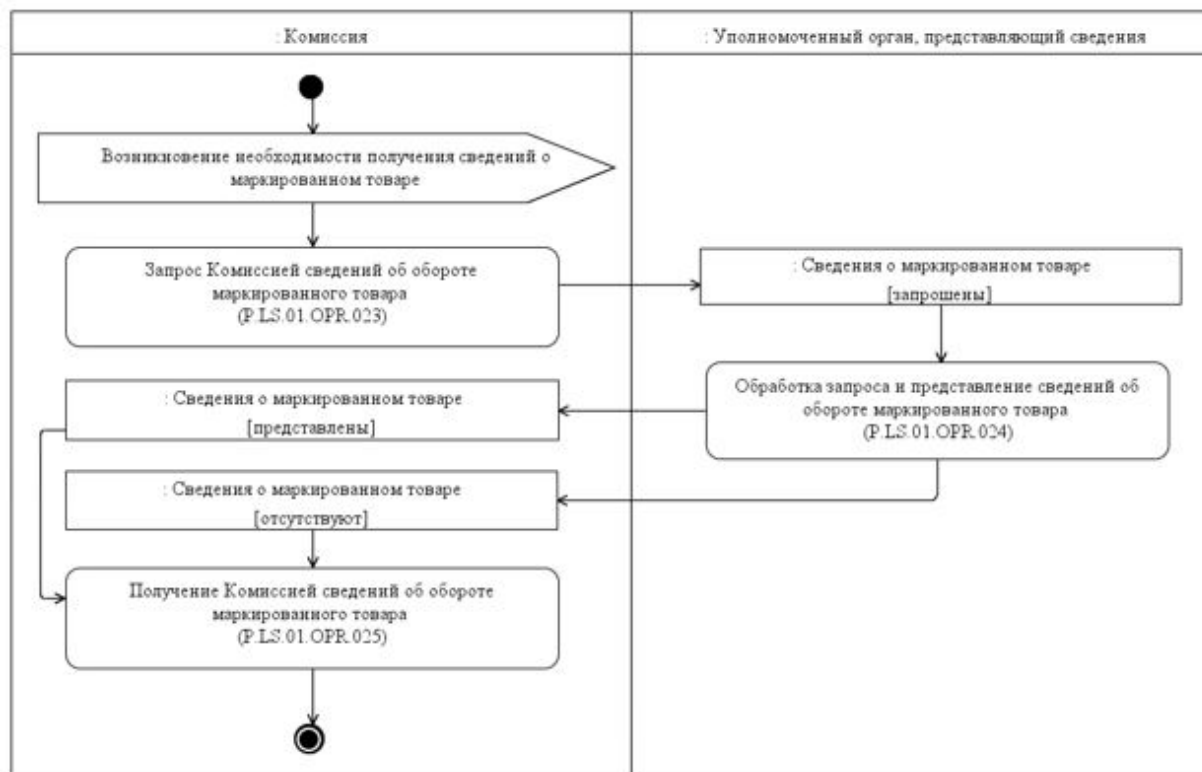 : Комиссия
: Уполномоченный орган, представляющий сведения
Возникновение необходимости получения сведений о
маркированном товаре
Запрос Комиссией сведений об обороте
маркированного товара
(P.LS.01.OPR.023)
: Сведения о маркированном товаре
[запрошены]
Обработка запроса и представление сведений об
обороте маркированного товара
(P.LS.01.OPR.024)
: Сведения о маркированном товаре
[представлены]
: Сведения о маркированном товаре
[отсутствуют]
Получение Комиссией сведений об обороте
маркированного товара
(P.LS.01.OPR.025)